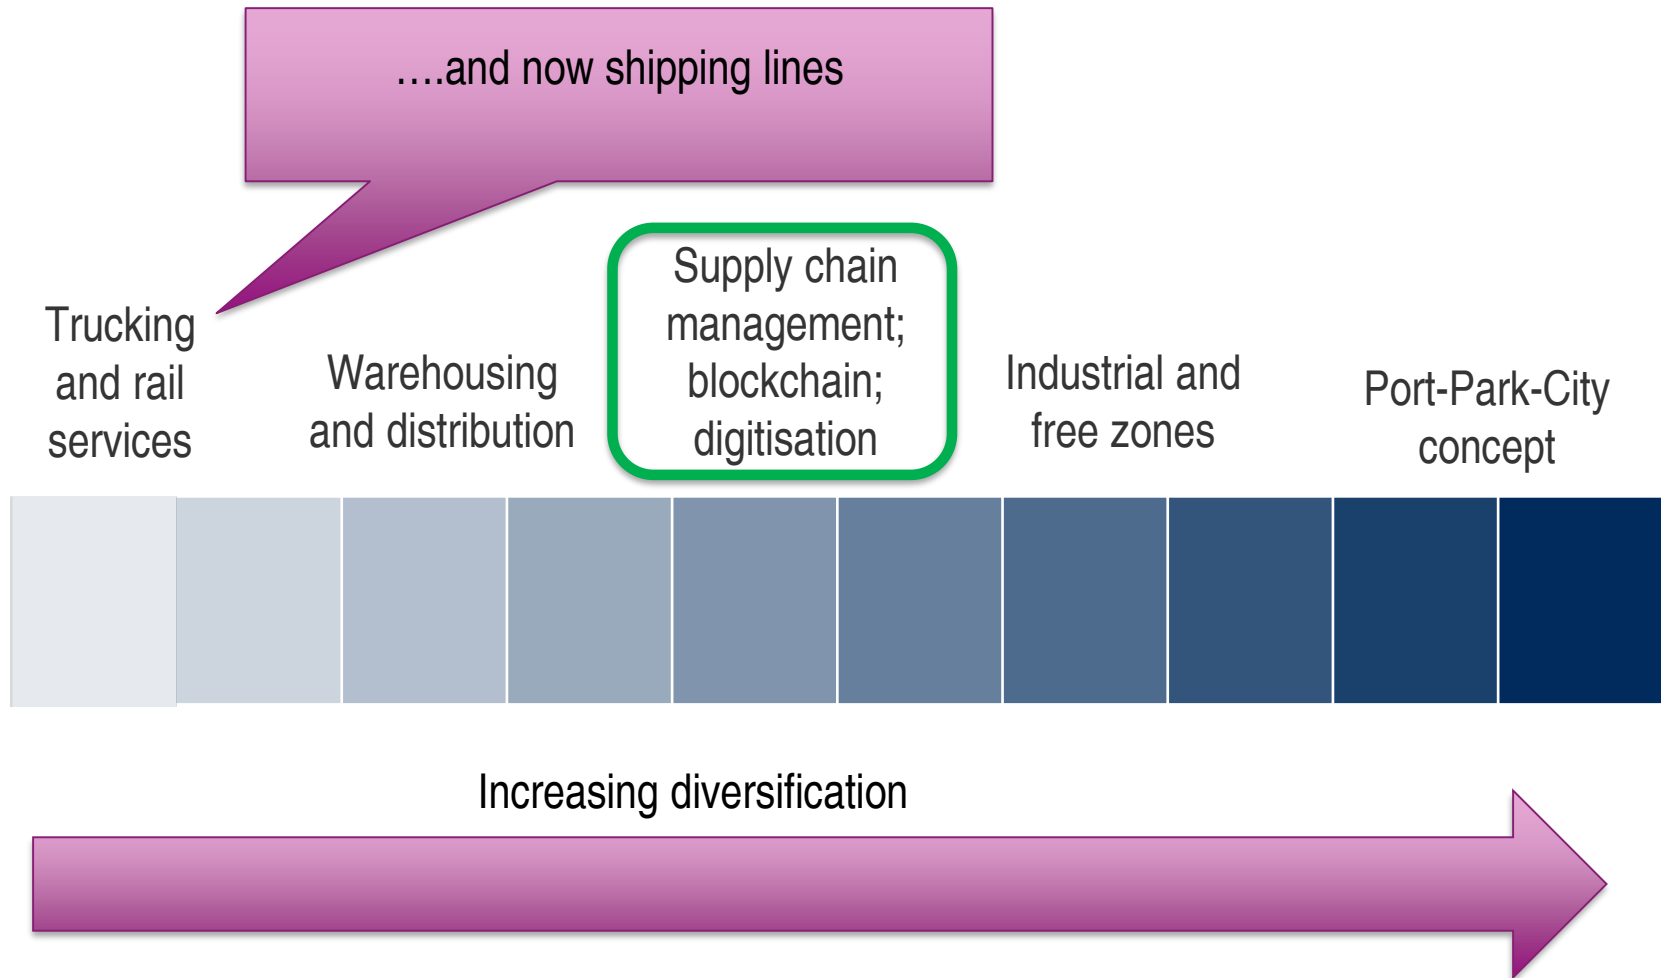 ....and now shipping lines
Trucking
and rail
services
Warehousing
and distribution
Supply chain
management;
blockchain;
digitisation
Industrial and
free zones
Port-Park-City
concept
Increasing diversification